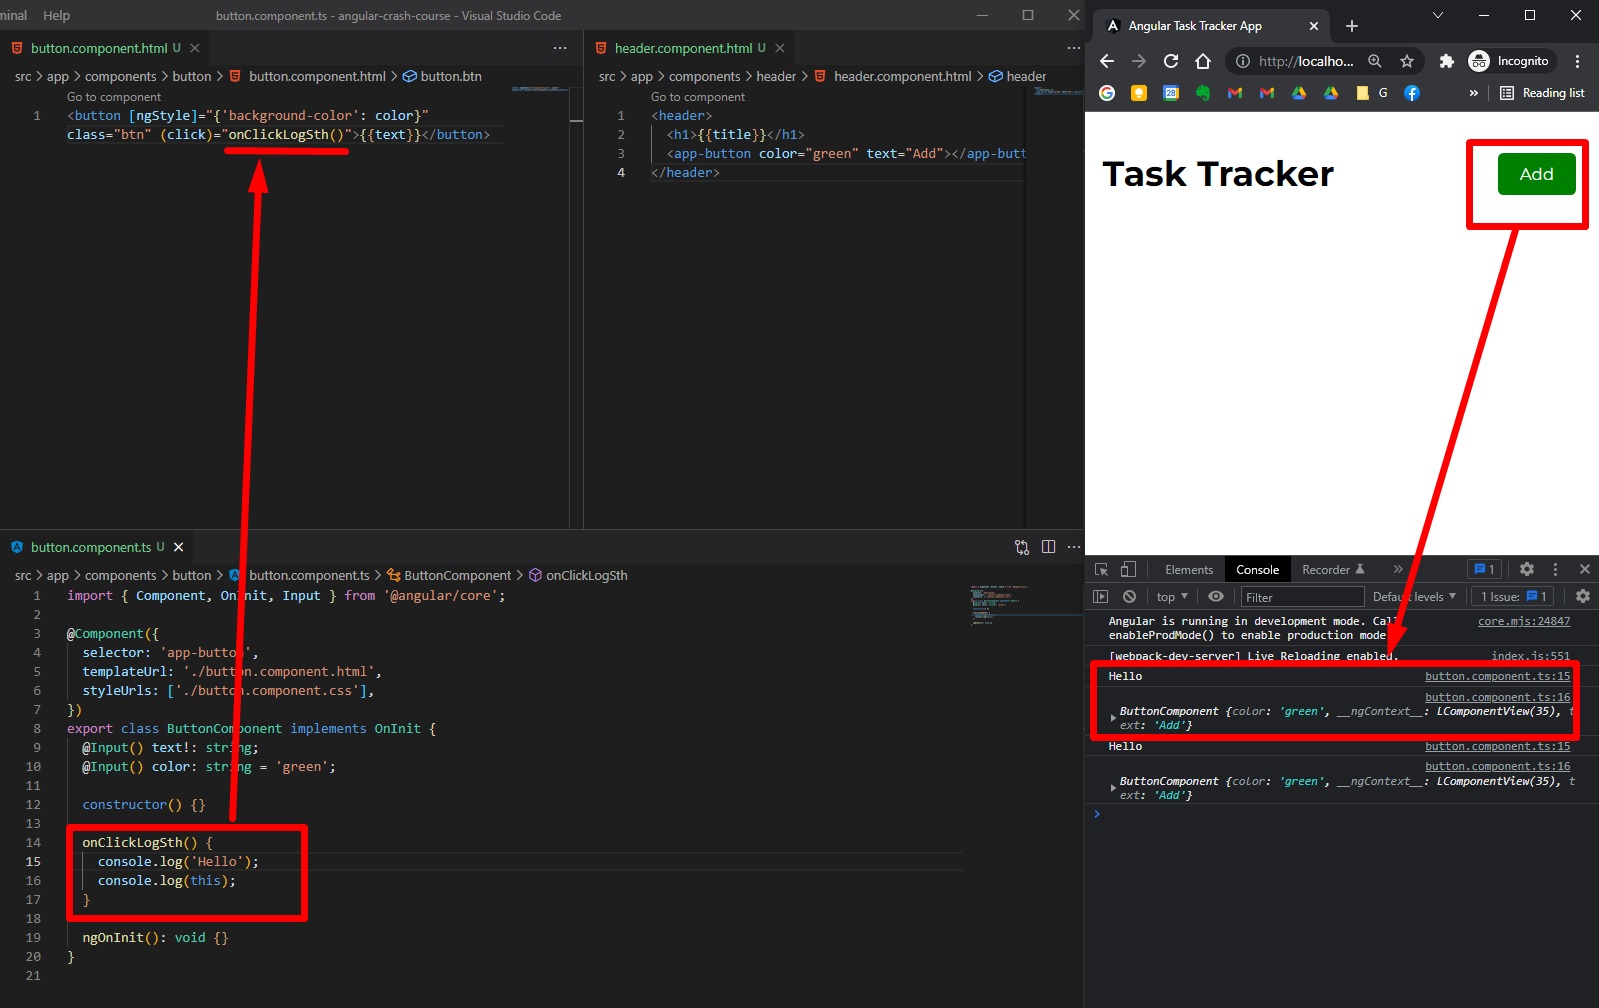 minal Help
button.component.ts - angular-crash-course - Visual Studio Code
button.component.html U
src > app > components > button > button.component.html > button.btn
Go to component
1 <button [ngStyle]="{'background-color': color}"
class="btn" (click)="onClickLogSth()">{{text}}</button>
header.component.html U
src > app > components > header > header.component.html > header
Go to component
1 <header>
2 <h1>{{title}}</h1>
3 <app-button color="green" text="Add"></app-butt
4 </header>
button.component.ts U
src > app > components > button > button.component.ts > ButtonComponent > onClickLogSth
1 import { Component, OnInit, Input } from '@angular/core';
2
3 @Component({
4 selector: 'app-button',
5 templateUrl: './button.component.html',
6 styleUrls: ['./button.component.css'],
7 })
8 export class ButtonComponent implements OnInit {
9 @Input() text!: string;
10 @Input() color: string = 'green';
11
12 constructor() {}
13
14 onClickLogSth() {
15 console.log('Hello');
16 console.log(this);
17 }
18
19 ngOnInit(): void {}
20 }
21
Angular Task Tracker App
http://localho... Incognito
28 G » Reading list
Task Tracker
Add
Elements Console Recorder » 1
top Filter Default levels 1 Issue: 1
Angular is running in development mode. Call core.mjs:24847
enableProdMode() to enable production mode
[webpack-dev-server] Live Reloading enabled. index.js:551
Hello button.component.ts:15
button.component.ts:16
ButtonComponent {color: 'green', __ngContext__: LComponentView(35), t
ext: 'Add'}
Hello button.component.ts:15
button.component.ts:16
ButtonComponent {color: 'green', __ngContext__: LComponentView(35), t
ext: 'Add'}